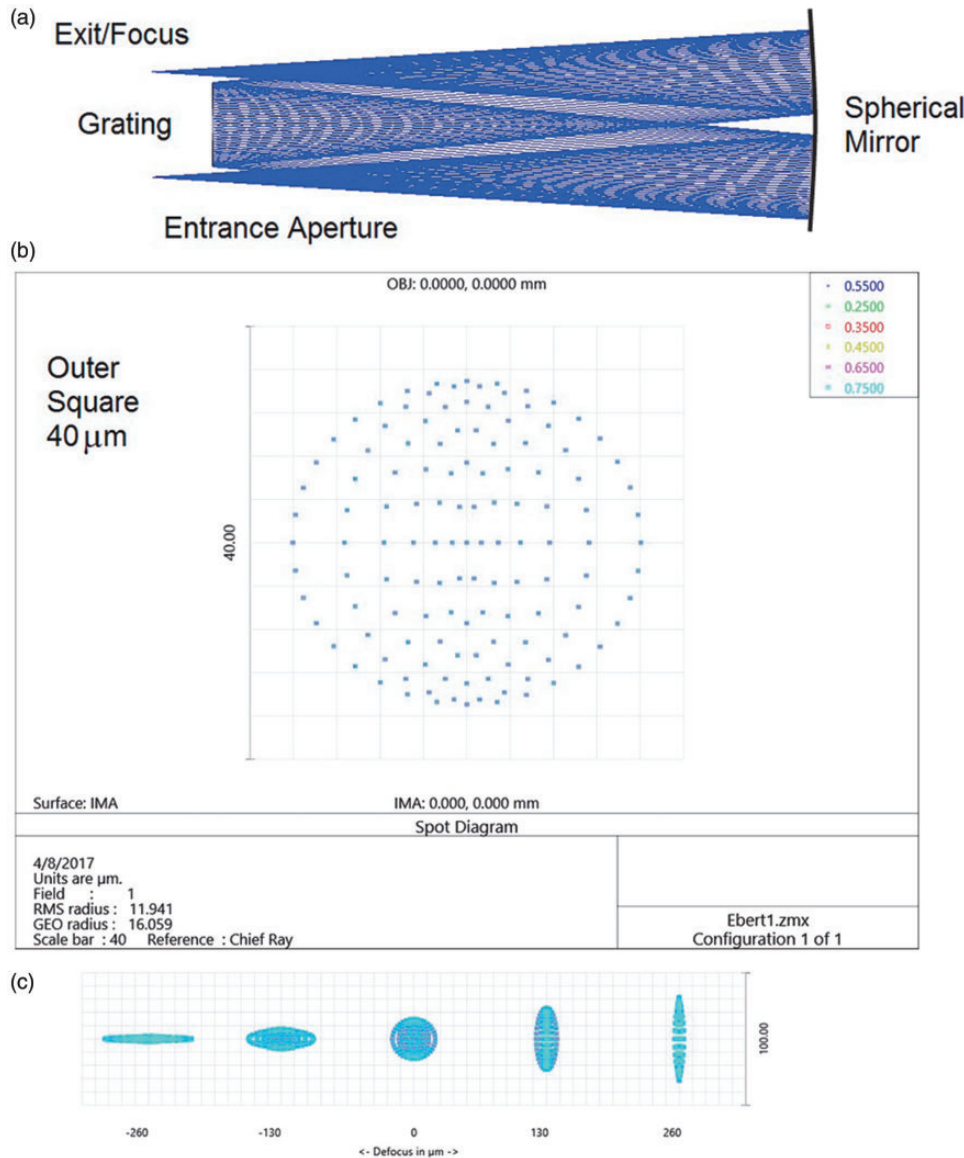 (a)
Exit/Focus
Grating
Spherical
Mirror
Entrance Aperture
(b)
OBJ: 0.0000, 0.0000 mm
0.5500
0.2500
0.3500
0.4500
0.6500
0.7500
Outer
Square
40 μm
40.00
Surface: IMA
IMA: 0.000, 0.000 mm
Spot Diagram
4/8/2017
Units are μm.
Field : 1
RMS radius : 11.941
GEO radius : 16.059
Scale bar : 40 Reference : Chief Ray
Ebert1.zmx
Configuration 1 of 1
(c)
100.00
-260 -130 0 130 260
<- Defocus in μm ->